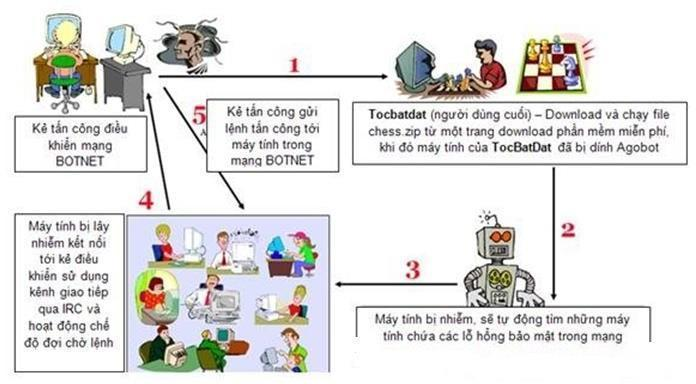 1
5
A
Kẻ tấn công điều
khiển mạng
BOTNET
Kẻ tấn công gửi
lệnh tấn công tới
máy tính trong
mạng BOTNET
Tocbatdat (người dùng cuối) – Download và chạy file
chess.zip từ một trang download phần mềm miễn phí,
khi đó máy tính của TocBatDat đã bị dính Agobot
4
2
3
Máy tính bị lây
nhiễm kết nối
tới kẻ điều
khiển sử dụng
kênh giao tiếp
qua IRC và
hoạt động chế
độ đợi chờ lệnh
Máy tính bị nhiễm, sẽ tự động tìm những máy
tính chứa các lỗ hổng bảo mật trong mạng